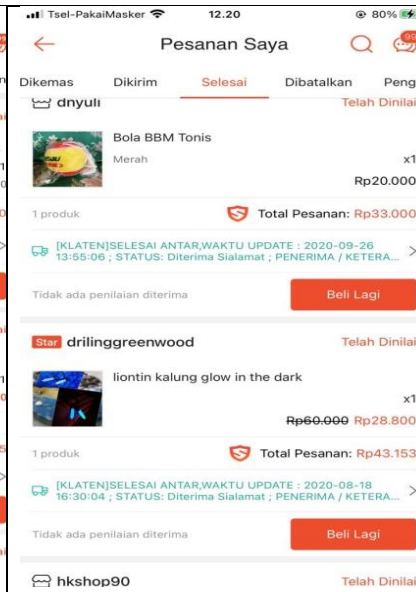 Tsel-PakaiMasker 12.20 80%
Pesanan Saya
99
Dikemas Dikirim Selesai Dibatalkan Peng
dnyuli Telah Dinilai
Bola BBM Tonis
Merah x1
Rp20.000
1 produk Total Pesanan: Rp33.000
[KLATEN]SELESAI ANTAR,WAKTU UPDATE : 2020-09-26
13:55:06 ; STATUS: Diterima Sialamat ; PENERIMA / KETERA...
Tidak ada penilaian diterima Beli Lagi
Star drilinggreenwood Telah Dinilai
liontin kalung glow in the dark
x1
Rp60.000 Rp28.800
1 produk Total Pesanan: Rp43.153
[KLATEN]SELESAI ANTAR,WAKTU UPDATE : 2020-08-18
16:30:04 ; STATUS: Diterima Sialamat ; PENERIMA / KETERA...
Tidak ada penilaian diterima Beli Lagi
hkshop90 Telah Dinilai